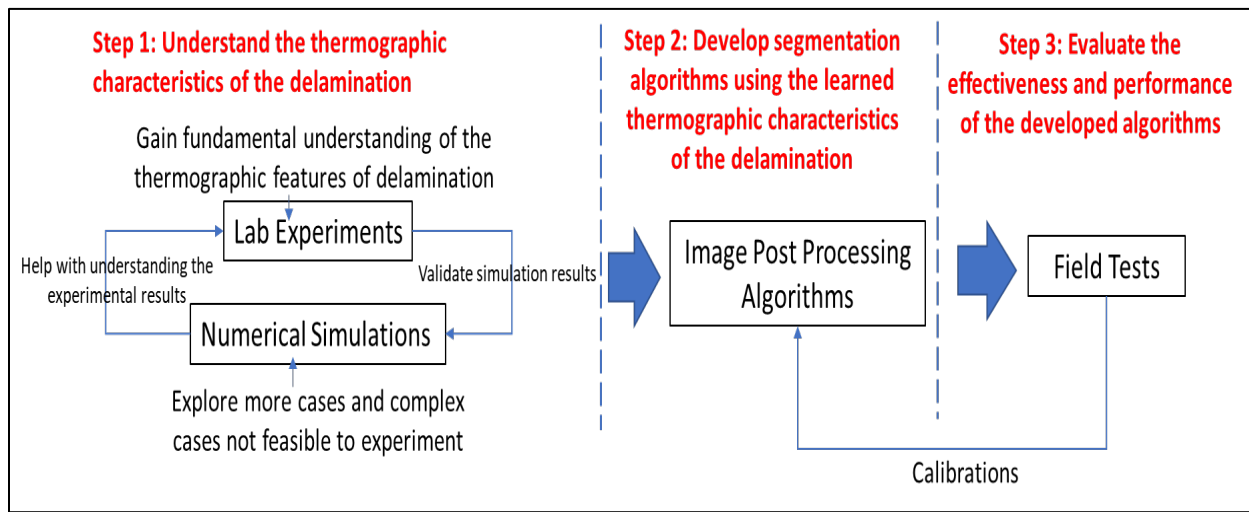 Step 1: Understand the thermographic
characteristics of the delamination
Gain fundamental understanding of the
thermographic features of delamination
Lab Experiments
Help with understanding the
experimental results
Validate simulation results
Numerical Simulations
Explore more cases and complex
cases not feasible to experiment
Step 2: Develop segmentation
algorithms using the learned
thermographic characteristics
of the delamination
Image Post Processing
Algorithms
Step 3: Evaluate the
effectiveness and performance
of the developed algorithms
Field Tests
Calibrations